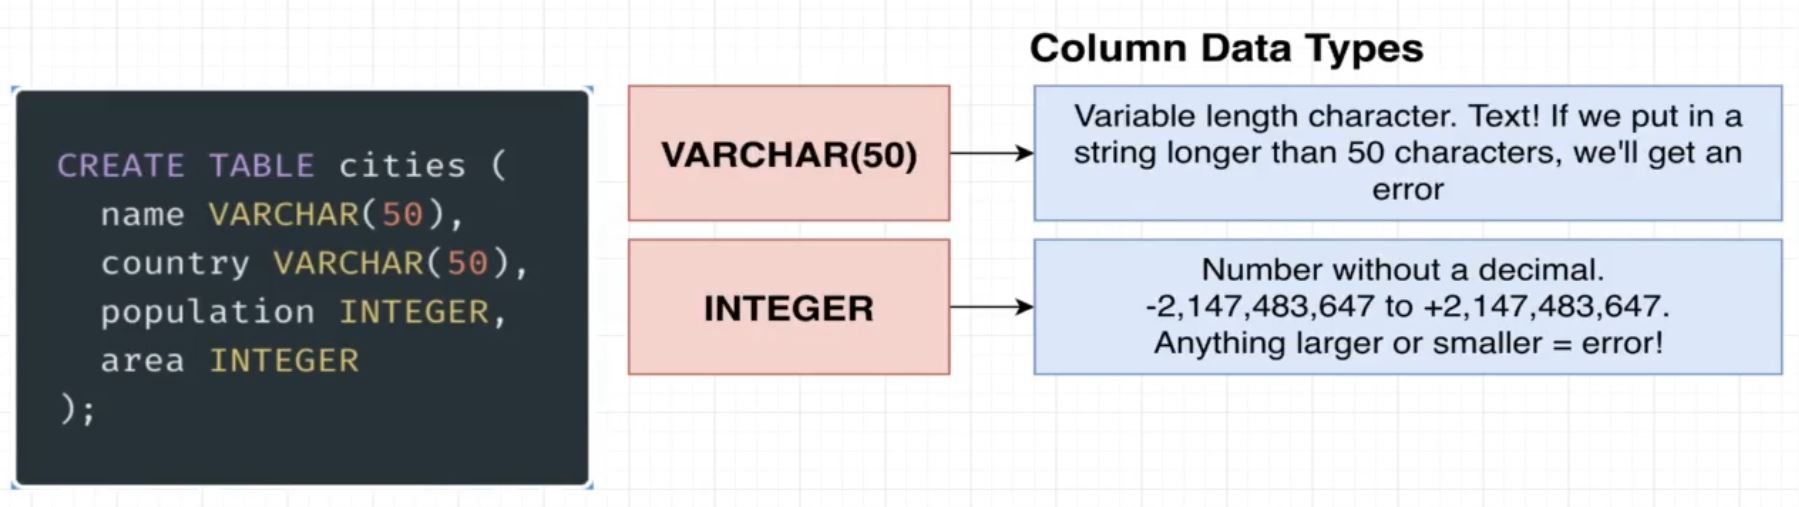 Column Data Types
CREATE TABLE cities (
  name VARCHAR(50),
  country VARCHAR(50),
  population INTEGER,
  area INTEGER
);
VARCHAR(50)
Variable length character. Text! If we put in a
string longer than 50 characters, we'll get an
error
INTEGER
Number without a decimal.
-2,147,483,647 to +2,147,483,647.
Anything larger or smaller = error!